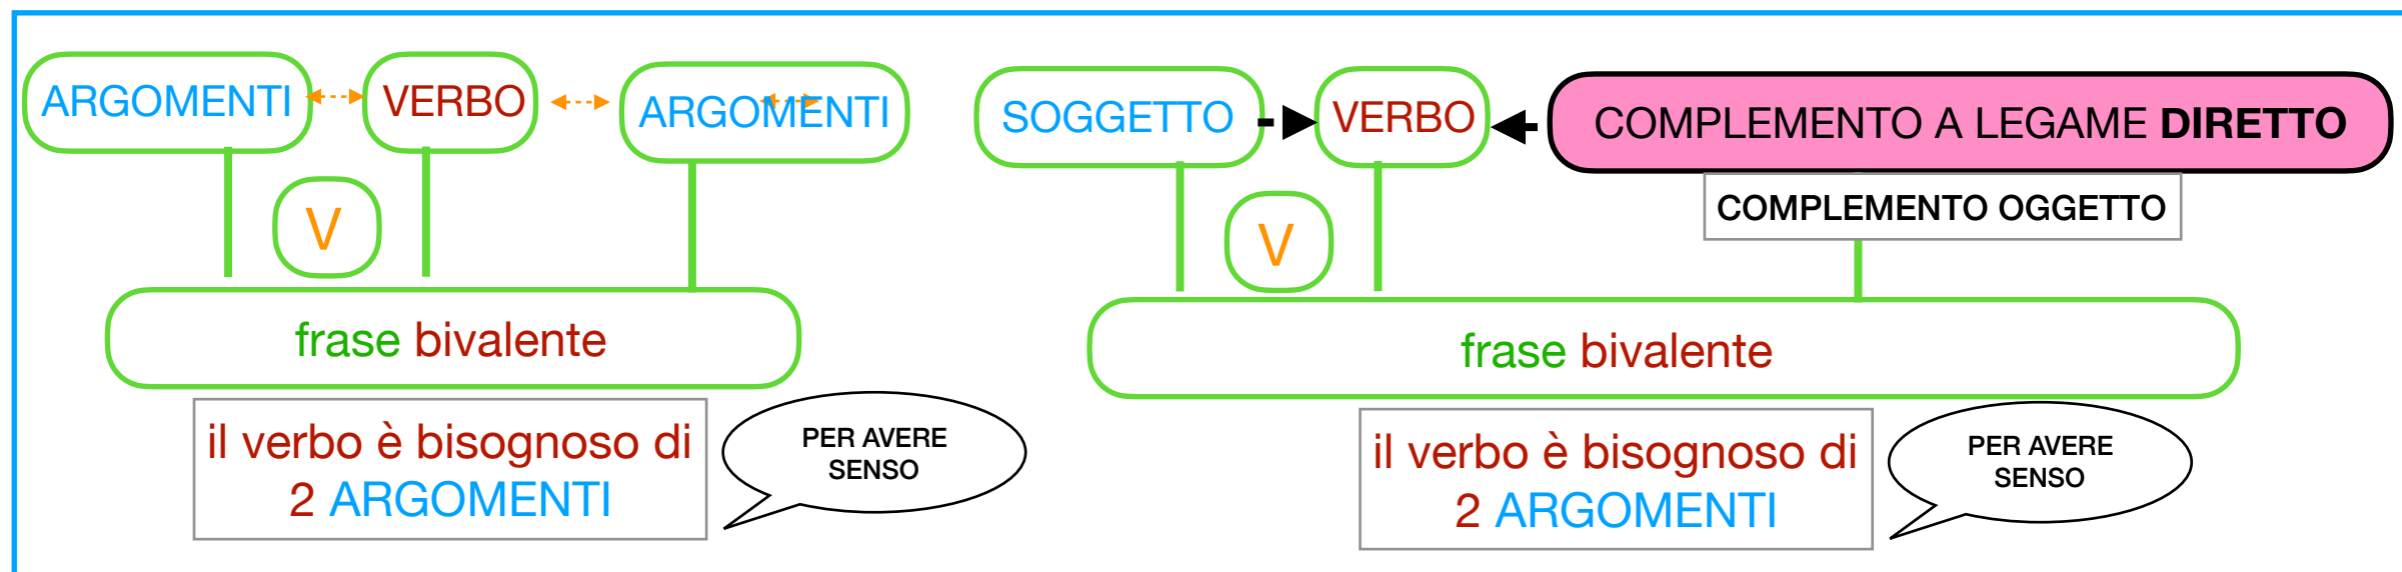 ARGOMENTI VERBO ARGOMENTI
V
frase bivalente
il verbo è bisognoso di
2 ARGOMENTI
PER AVERE
SENSO
SOGGETTO VERBO COMPLEMENTO A LEGAME DIRETTO
COMPLEMENTO OGGETTO
V
frase bivalente
il verbo è bisognoso di
2 ARGOMENTI
PER AVERE
SENSO